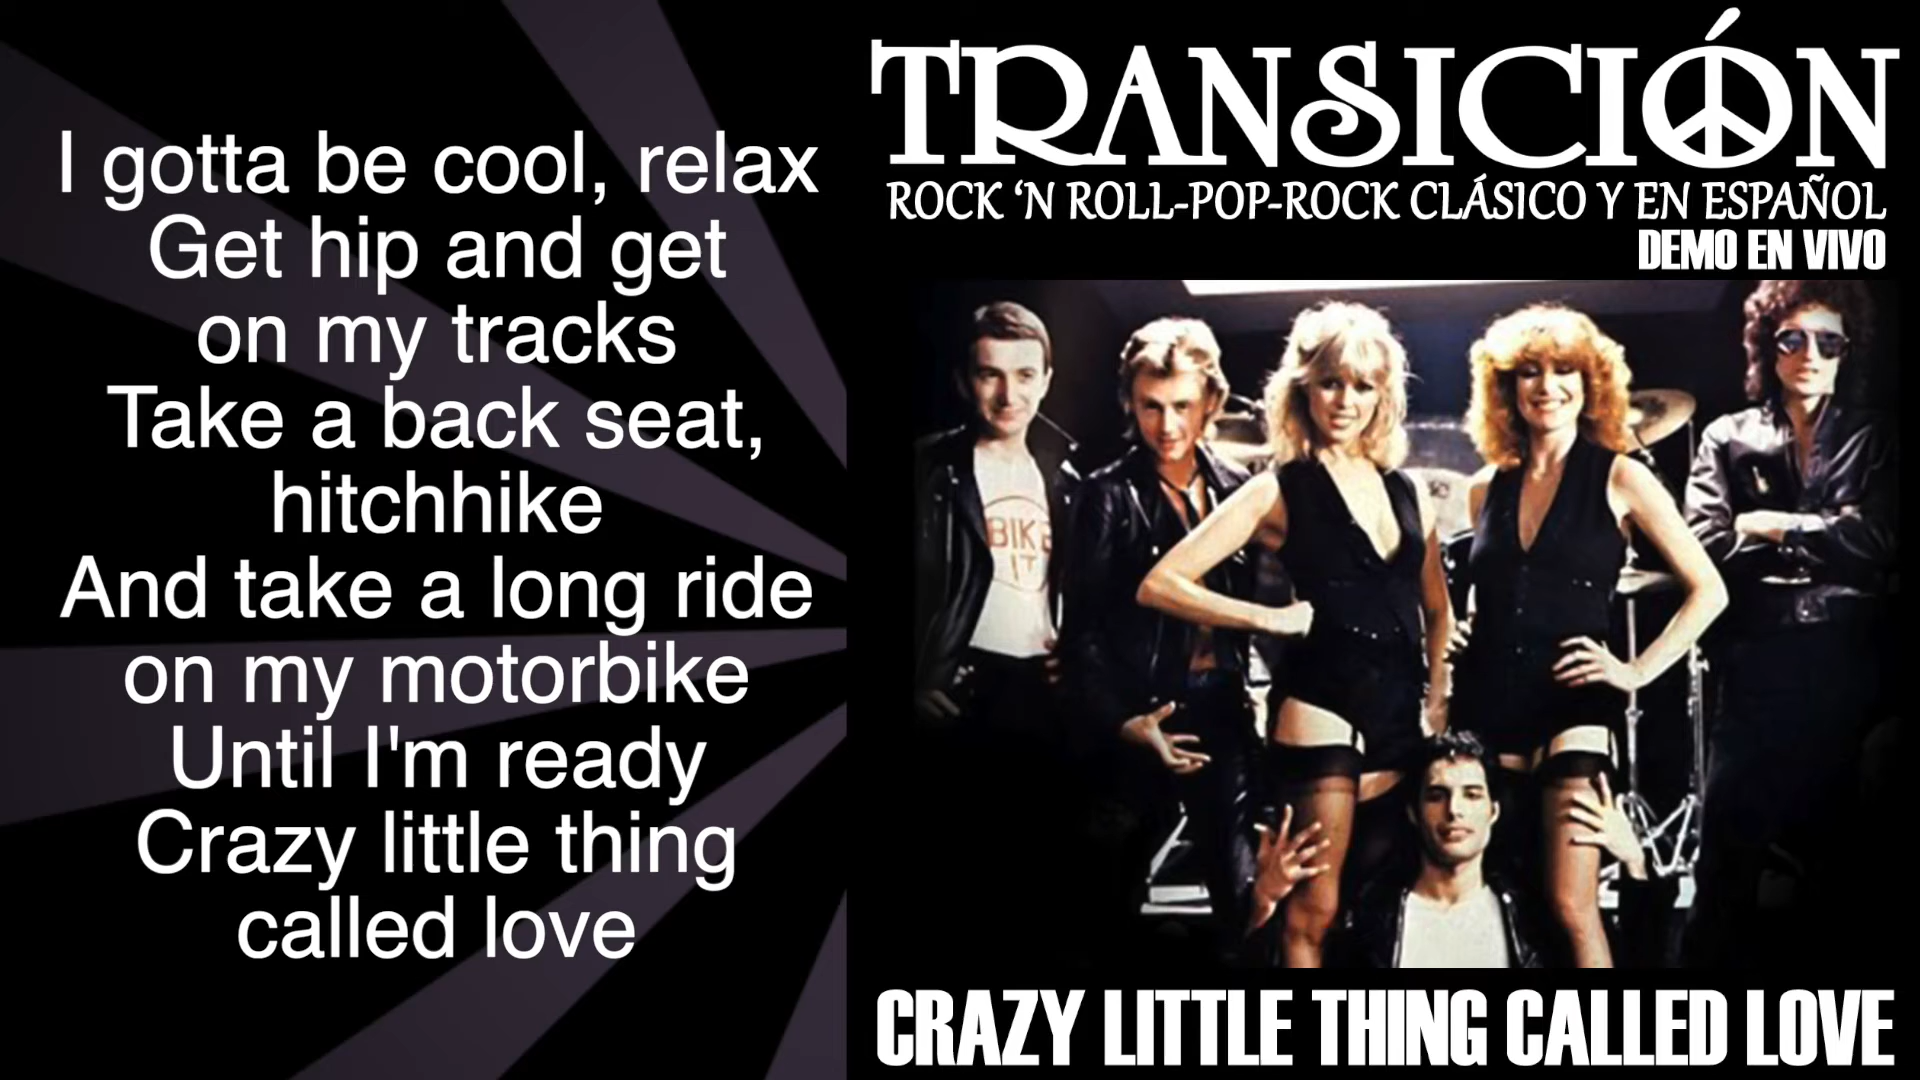 I gotta be cool, relax
Get hip and get
on my tracks
Take a back seat,
hitchhike
And take a long ride
on my motorbike
Until I'm ready
Crazy little thing
called love
TRANSICIÓN
ROCK ‘N ROLL-POP-ROCK CLÁSICO Y EN ESPAÑOL
DEMO EN VIVO
BIKE
IT
CRAZY LITTLE THING CALLED LOVE